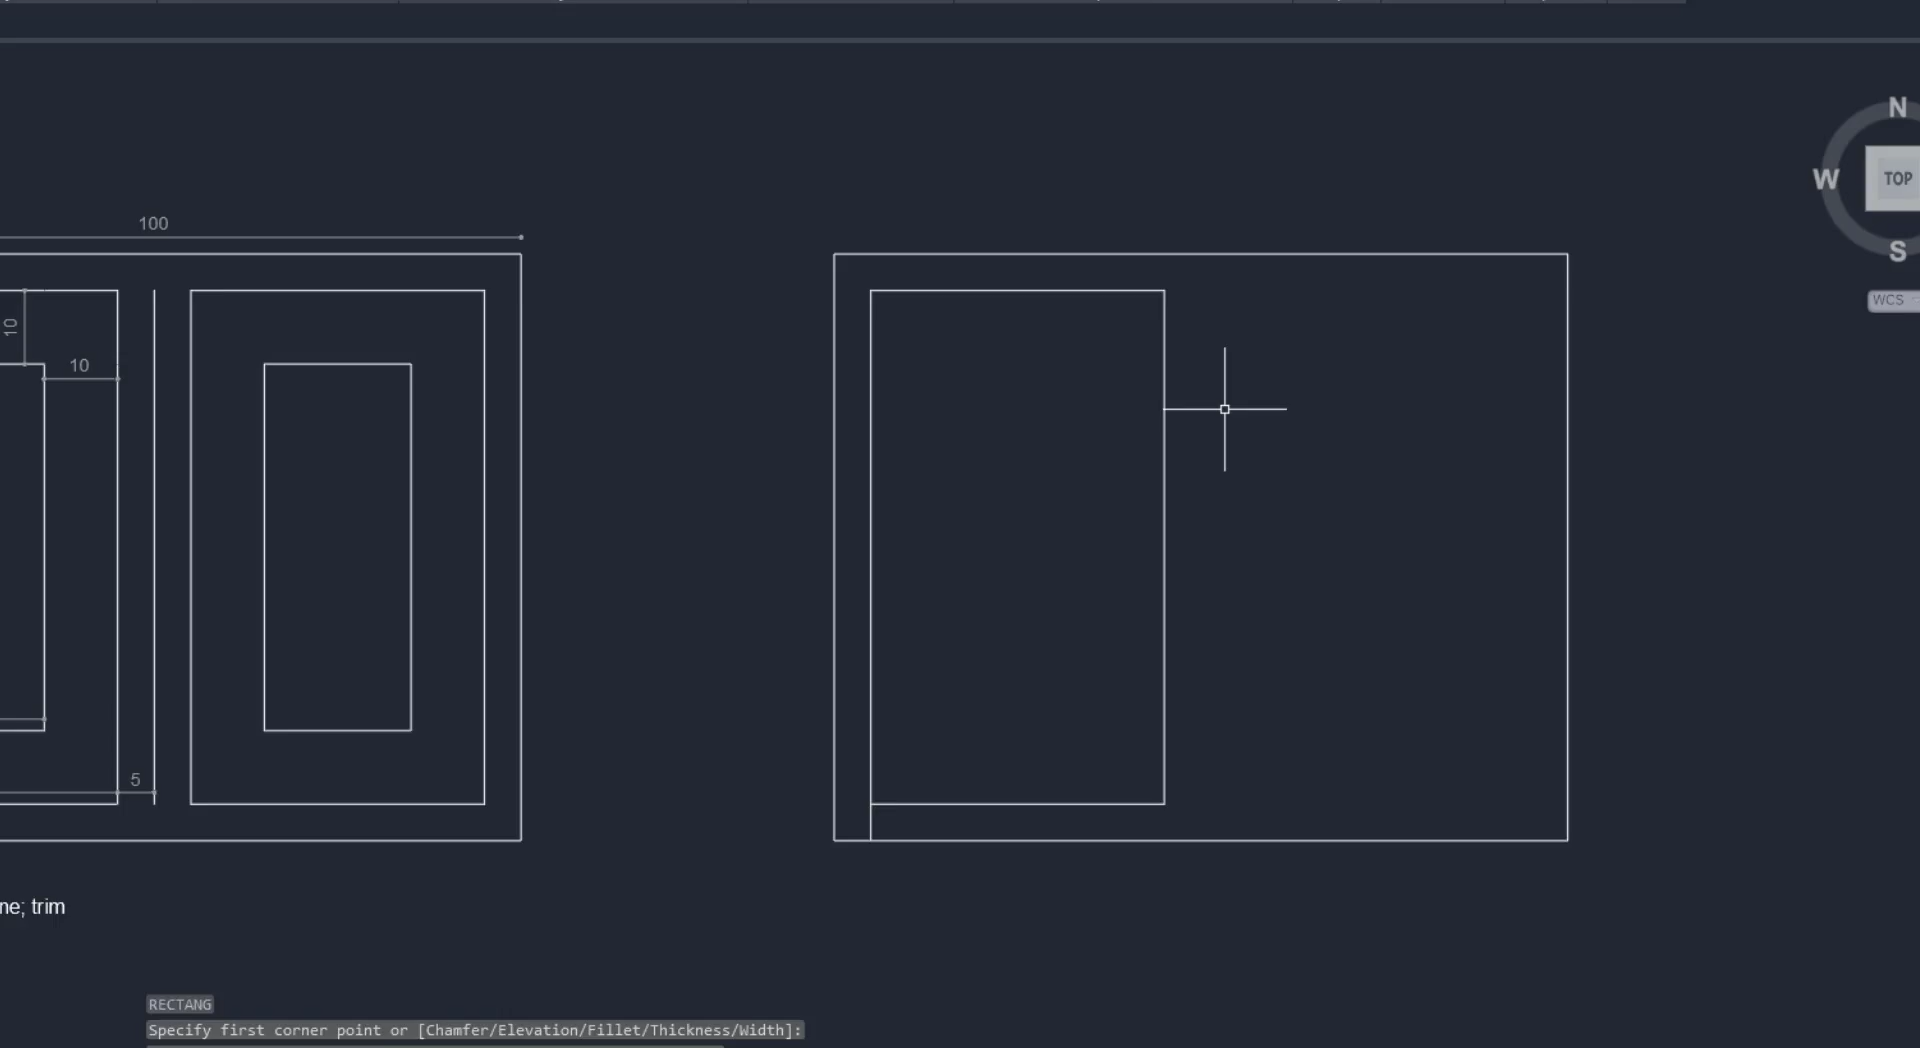 N
W
TOP
S
WCS
100
10
10
5
ne; trim
RECTANG
Specify first corner point or [Chamfer/Elevation/Fillet/Thickness/Width]: